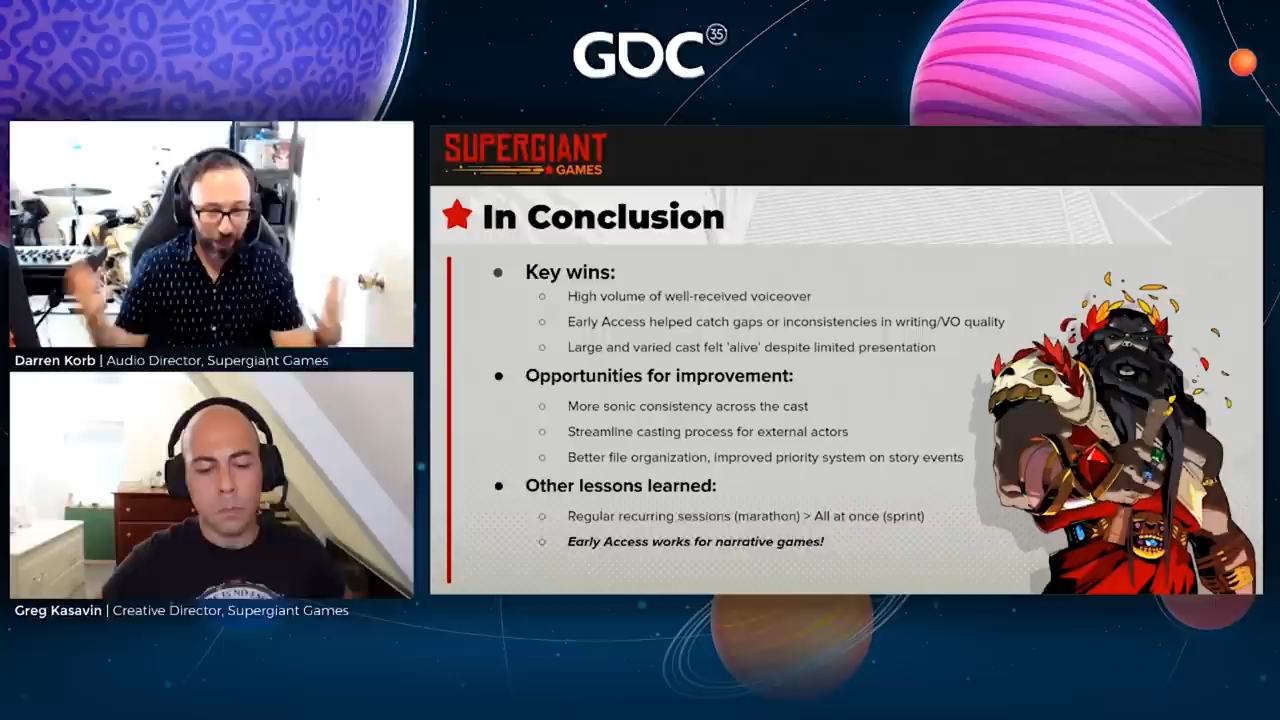 GDC 35
SUPERGIANT
GAMES
In Conclusion
Key wins:
High volume of well-received voiceover
Early Access helped catch gaps or inconsistencies in writing/VO quality
Large and varied cast felt 'alive' despite limited presentation
Opportunities for improvement:
More sonic consistency across the cast
Streamline casting process for external actors
Better file organization, improved priority system on story events
Other lessons learned:
Regular recurring sessions (marathon) > All at once (sprint)
Early Access works for narrative games!
Darren Korb | Audio Director, Supergiant Games
Greg Kasavin | Creative Director, Supergiant Games